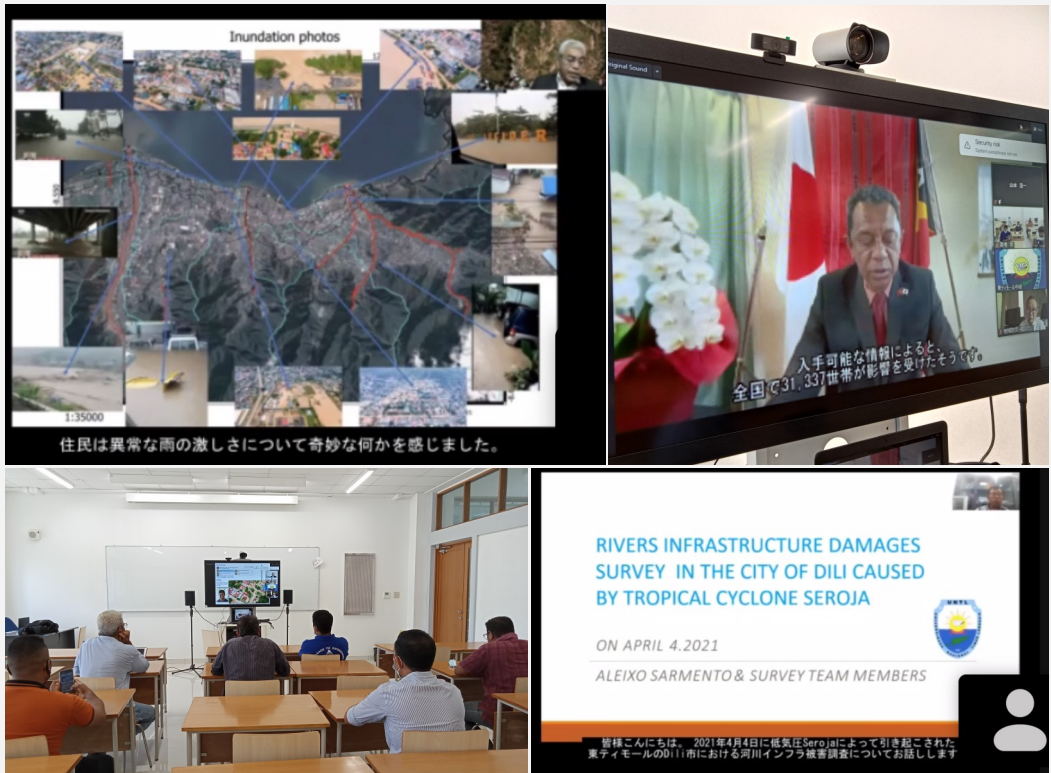 Inundation photos
1:35000
住民は異常な雨の激しさについて奇妙な何かを感じました。
riginal Sound
Security risk
入手可能な情報によると、
全国で31,337世帯が影響を受けたそうです。
RIVERS INFRASTRUCTURE DAMAGES
SURVEY IN THE CITY OF DILI CAUSED
BY TROPICAL CYCLONE SEROJA
UNTL
ON APRIL 4.2021
ALEIXO SARMENTO & SURVEY TEAM MEMBERS
皆様こんにちは。 2021年4月4日に低気圧Serojaによって引き起こされた
東ティモールのDili市における河川インフラ被害調査についてお話しします